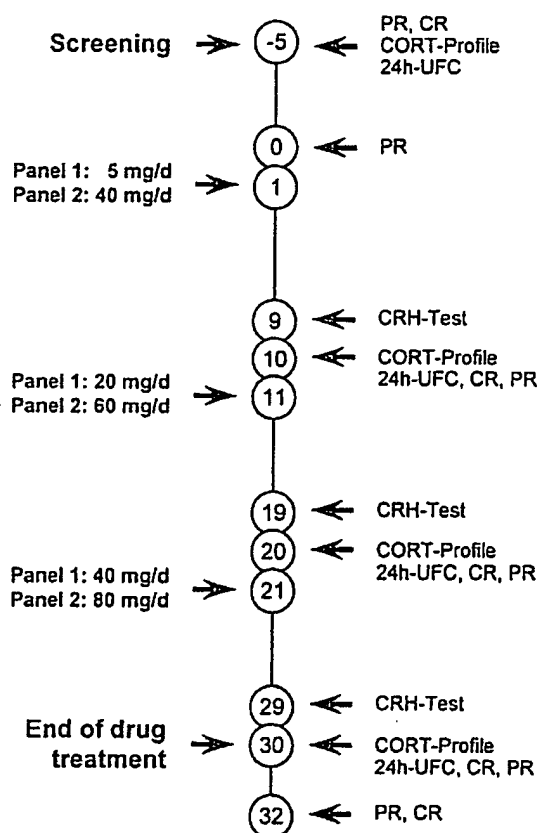 Screening
-5
PR, CR
CORT-Profile
24h-UFC
0
PR
Panel 1: 5 mg/d
Panel 2: 40 mg/d
1
9
CRH-Test
10
CORT-Profile
24h-UFC, CR, PR
Panel 1: 20 mg/d
Panel 2: 60 mg/d
11
19
CRH-Test
20
CORT-Profile
24h-UFC, CR, PR
Panel 1: 40 mg/d
Panel 2: 80 mg/d
21
29
CRH-Test
End of drug
treatment
30
CORT-Profile
24h-UFC, CR, PR
32
PR, CR